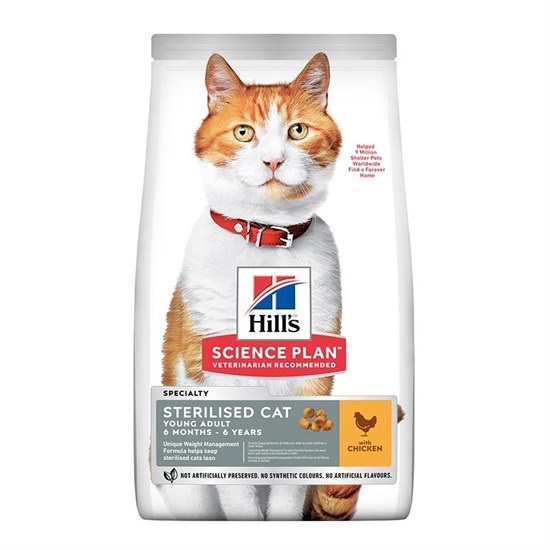 Helped
9 Million
Shelter Pets
Worldwide
Find a Forever
Home
Hill's
SCIENCE PLAN™
VETERINARIAN RECOMMENDED
SPECIALTY
STERILISED CAT
YOUNG ADULT
6 MONTHS - 6 YEARS
Unique Weight Management
Formula helps keep
sterilised cats lean
with
CHICKEN
NOT ARTIFICIALLY PRESERVED. NO SYNTHETIC COLOURS. NO ARTIFICIAL FLAVOURS.